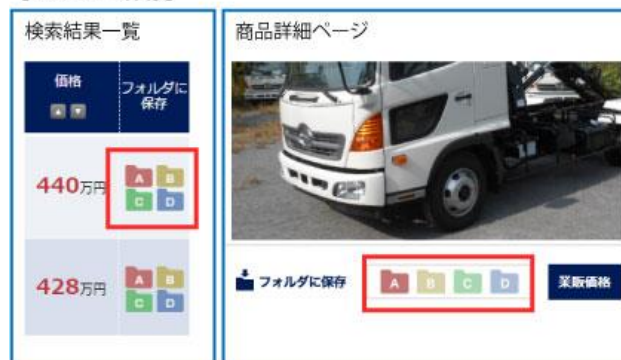 検索結果一覧
価格
フォルダに
保存
440万円
A B
C D
428万円
A B
C D
商品詳細ページ
フォルダに保存
A B C D
業販価格